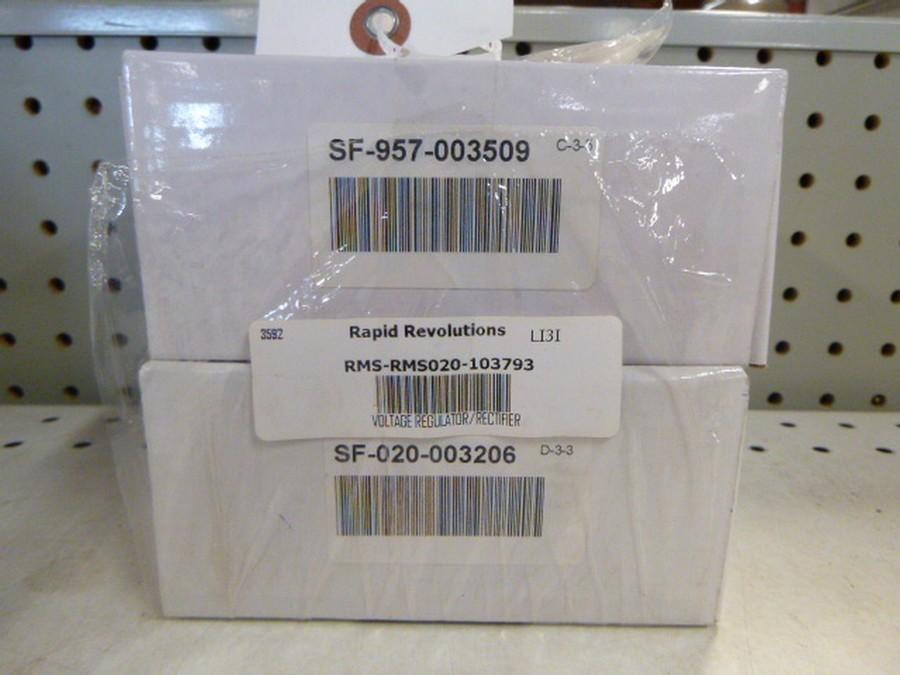 SF-957-003509 C-3-3
3592 Rapid Revolutions LI3I
RMS-RMS020-103793
VOLTAGE REGULATOR/RECTIFIER
SF-020-003206 D-3-3